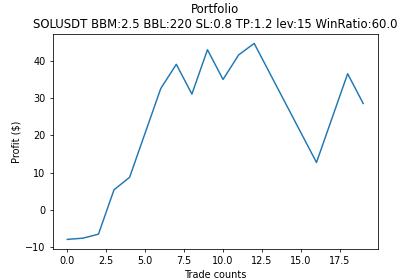 Portfolio
SOLUSDT BBM:2.5 BBL:220 SL:0.8 TP:1.2 lev:15 WinRatio:60.0
40
30
20
10
0
−10
Profit ($)
0.0 2.5 5.0 7.5 10.0 12.5 15.0 17.5
Trade counts